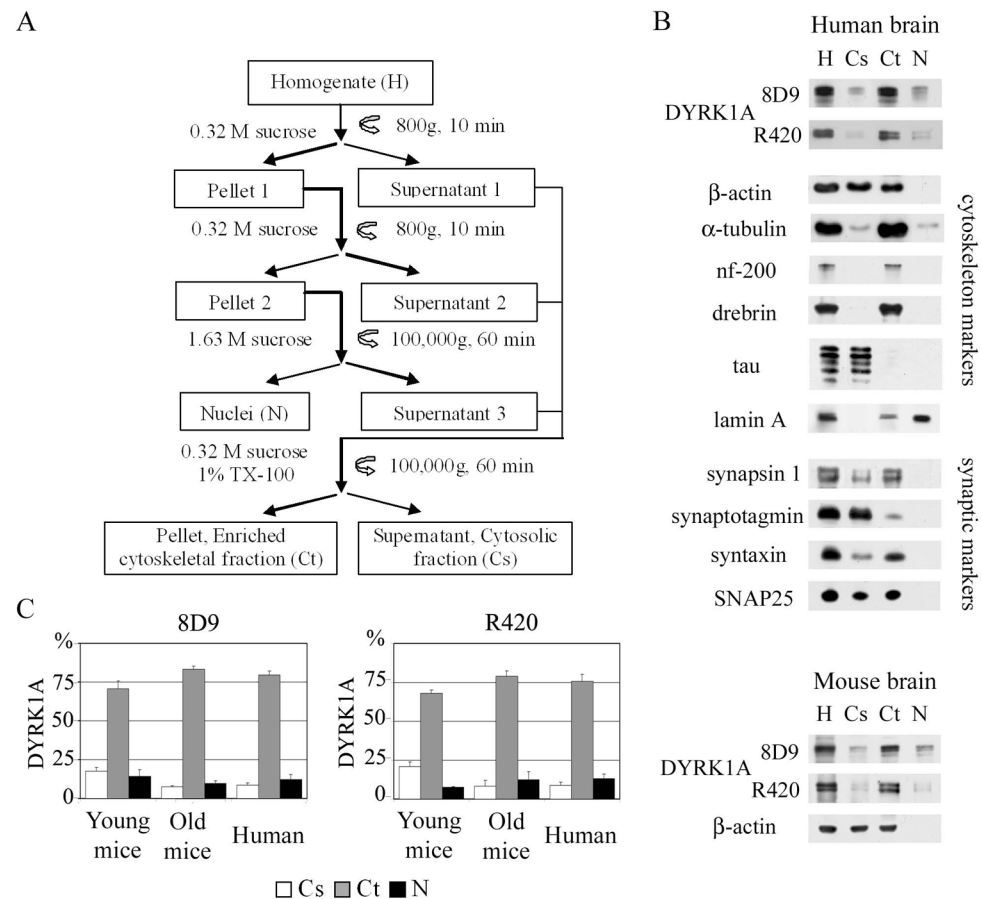 A
Homogenate (H)
0.32 M sucrose
800g, 10 min
Pellet 1
Supernatant 1
0.32 M sucrose
800g, 10 min
Pellet 2
Supernatant 2
1.63 M sucrose
100,000g, 60 min
Nuclei (N)
Supernatant 3
0.32 M sucrose
1% TX-100
100,000g, 60 min
Pellet, Enriched
cytoskeletal fraction (Ct)
Supernatant, Cytosolic
fraction (Cs)
B
Human brain
H Cs Ct N
DYRK1A
8D9
R420
β-actin
α-tubulin
nf-200
drebrin
tau
lamin A
cytoskeleton markers
synapsin 1
synaptotagmin
syntaxin
SNAP25
synaptic markers
Mouse brain
H Cs Ct N
DYRK1A
8D9
R420
β-actin
C
8D9
%
DYRK1A
75
50
25
0
Young mice
Old mice
Human
R420
%
DYRK1A
75
50
25
0
Young mice
Old mice
Human
Cs Ct N